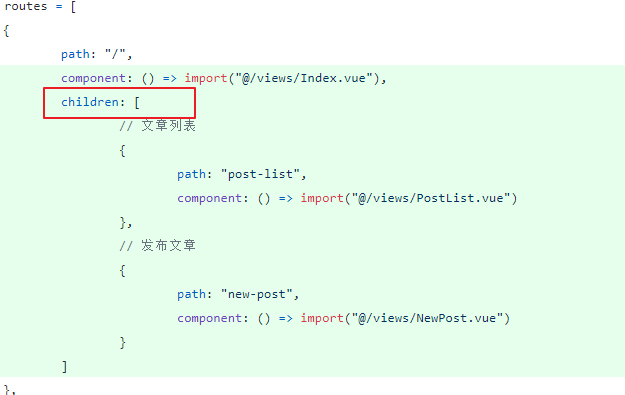 routes = [
{
path: "/",
component: () => import("@/views/Index.vue"),
children: [
// 文章列表
{
path: "post-list",
component: () => import("@/views/PostList.vue")
},
// 发布文章
{
path: "new-post",
component: () => import("@/views/NewPost.vue")
}
]
},